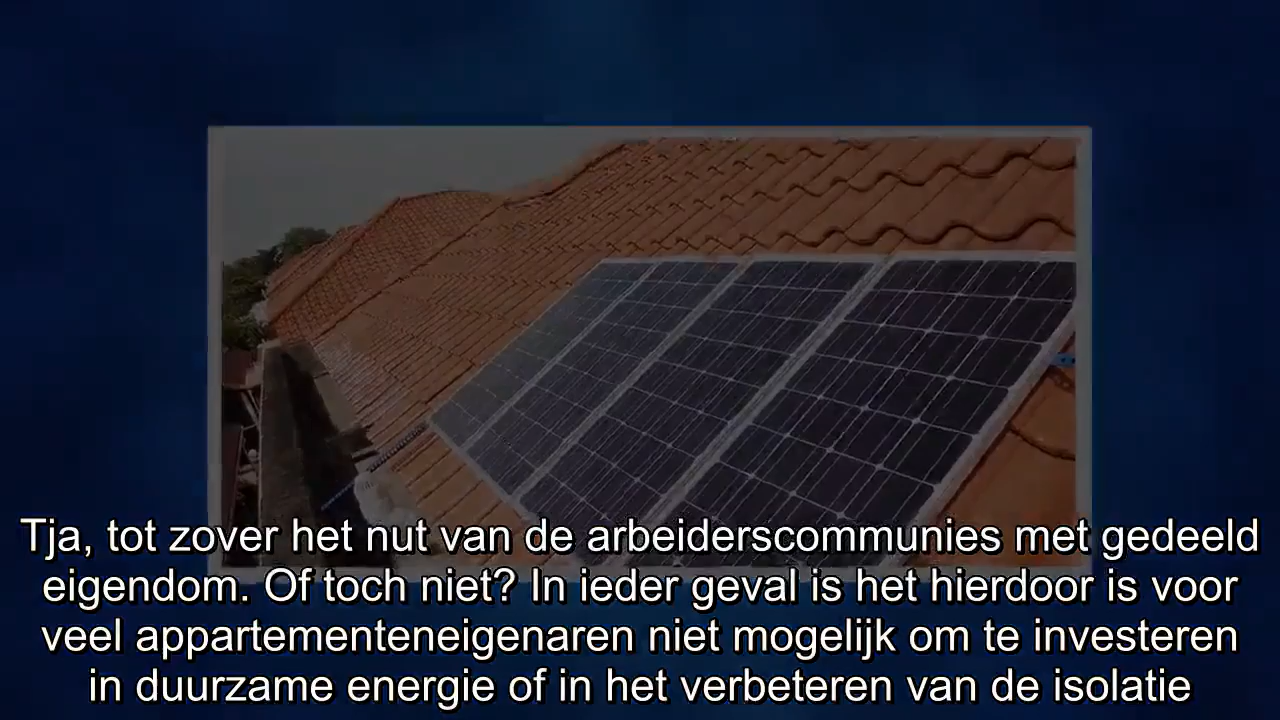 Tja, tot zover het nut van de arbeiderscommunies met gedeeld
eigendom. Of toch niet? In ieder geval is het hierdoor is voor
veel appartementeneigenaren niet mogelijk om te investeren
in duurzame energie of in het verbeteren van de isolatie